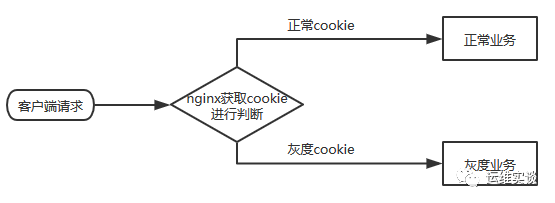 正常cookie
正常业务
客户端请求
nginx获取cookie
进行判断
灰度cookie
灰度业务
运维实谈